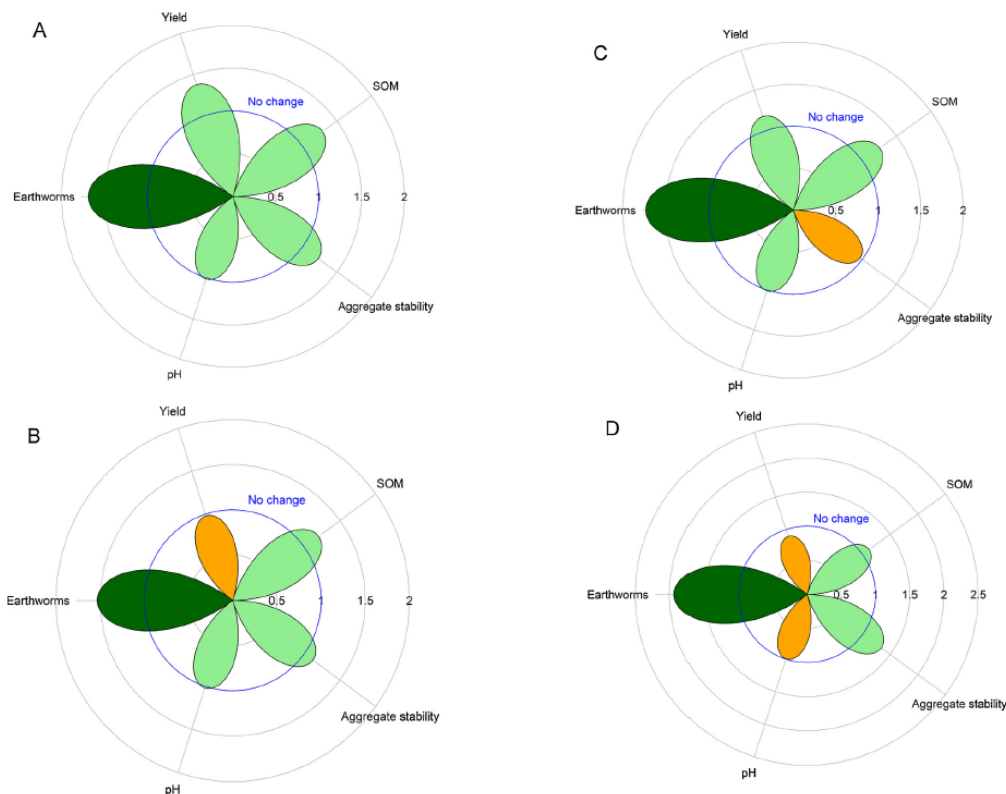 A
Yield
SOM
No change
Earthworms
0.5 1 1.5 2
Aggregate stability
pH
C
Yield
SOM
No change
Earthworms
0.5 1 1.5 2
Aggregate stability
pH
B
Yield
SOM
No change
Earthworms
0.5 1 1.5 2
Aggregate stability
pH
D
Yield
SOM
No change
Earthworms
0.5 1 1.5 2 2.5
Aggregate stability
pH